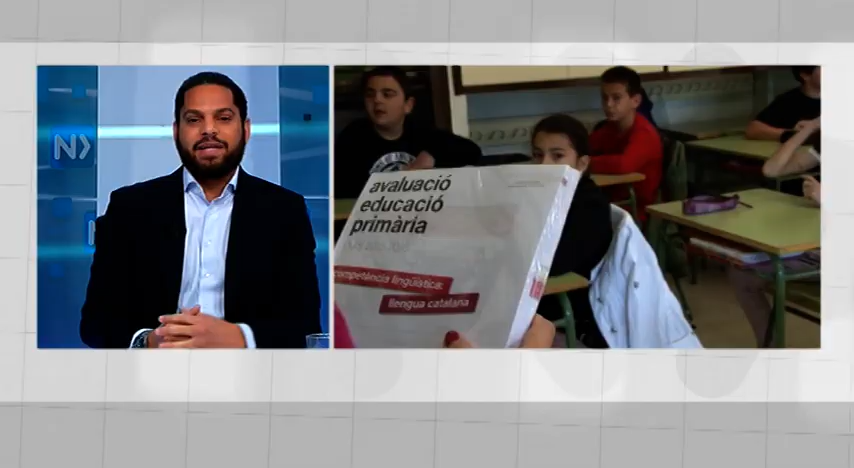 N
avaluació
educació
primària
competència lingüística:
llengua catalana